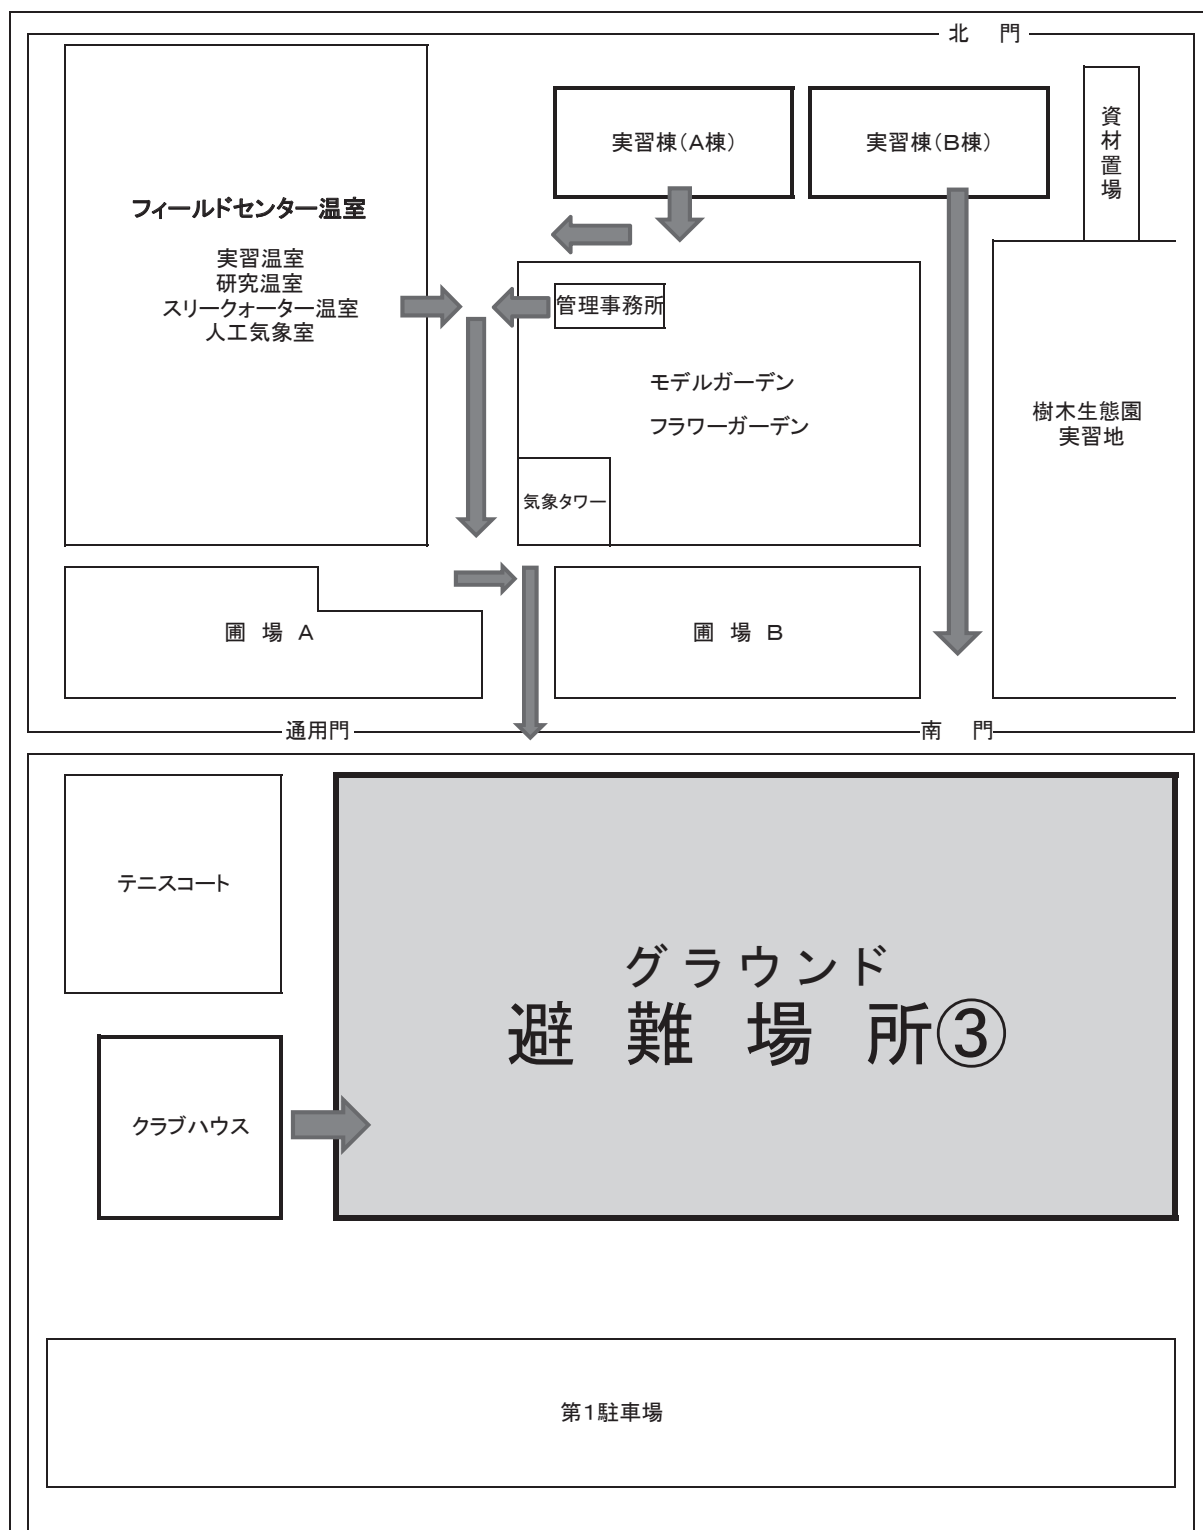 北　門
実習棟（A棟）
実習棟（B棟）
資材置場
フィールドセンター温室
実習温室
研究温室
スリークォーター温室
人工気象室
管理事務所
モデルガーデン
フラワーガーデン
樹木生態園
実習地
気象タワー
圃　場　A
圃　場　B
通用門
南　門
テニスコート
グラウンド
避　難　場　所③
クラブハウス
第1駐車場